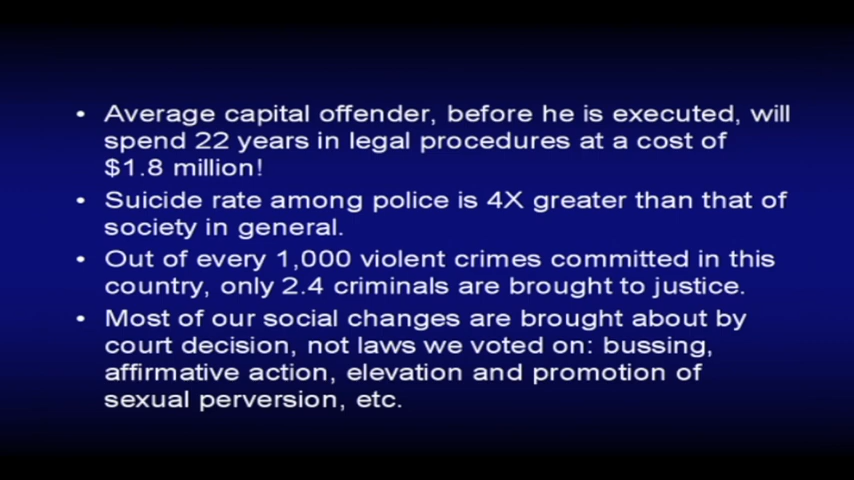 • Average capital offender, before he is executed, will
spend 22 years in legal procedures at a cost of
$1.8 million!
• Suicide rate among police is 4X greater than that of
society in general.
• Out of every 1,000 violent crimes committed in this
country, only 2.4 criminals are brought to justice.
• Most of our social changes are brought about by
court decision, not laws we voted on: bussing,
affirmative action, elevation and promotion of
sexual perversion, etc.